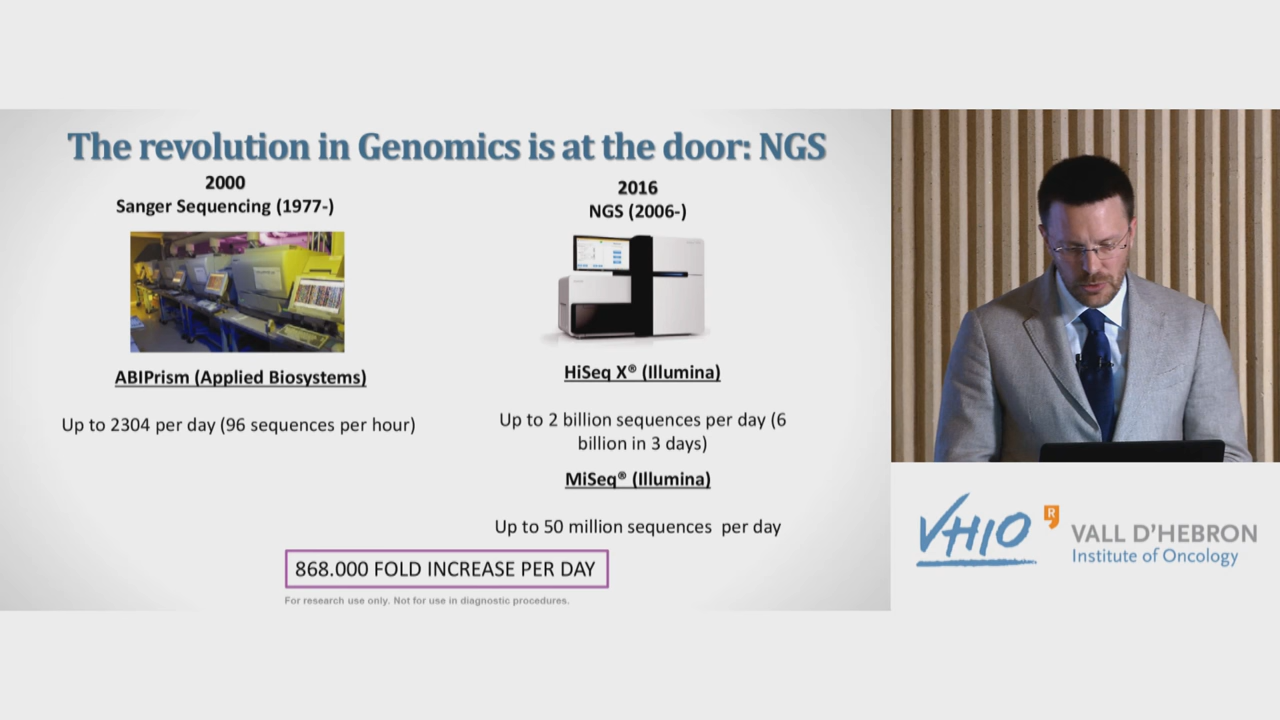 The revolution in Genomics is at the door: NGS
2000
Sanger Sequencing (1977-)
ABIPrism (Applied Biosystems)
Up to 2304 per day (96 sequences per hour)
2016
NGS (2006-)
HiSeq X® (Illumina)
Up to 2 billion sequences per day (6
billion in 3 days)
MiSeq® (Illumina)
Up to 50 million sequences per day
868.000 FOLD INCREASE PER DAY
For research use only. Not for use in diagnostic procedures.
VHIO
R
VALL D'HEBRON
Institute of Oncology